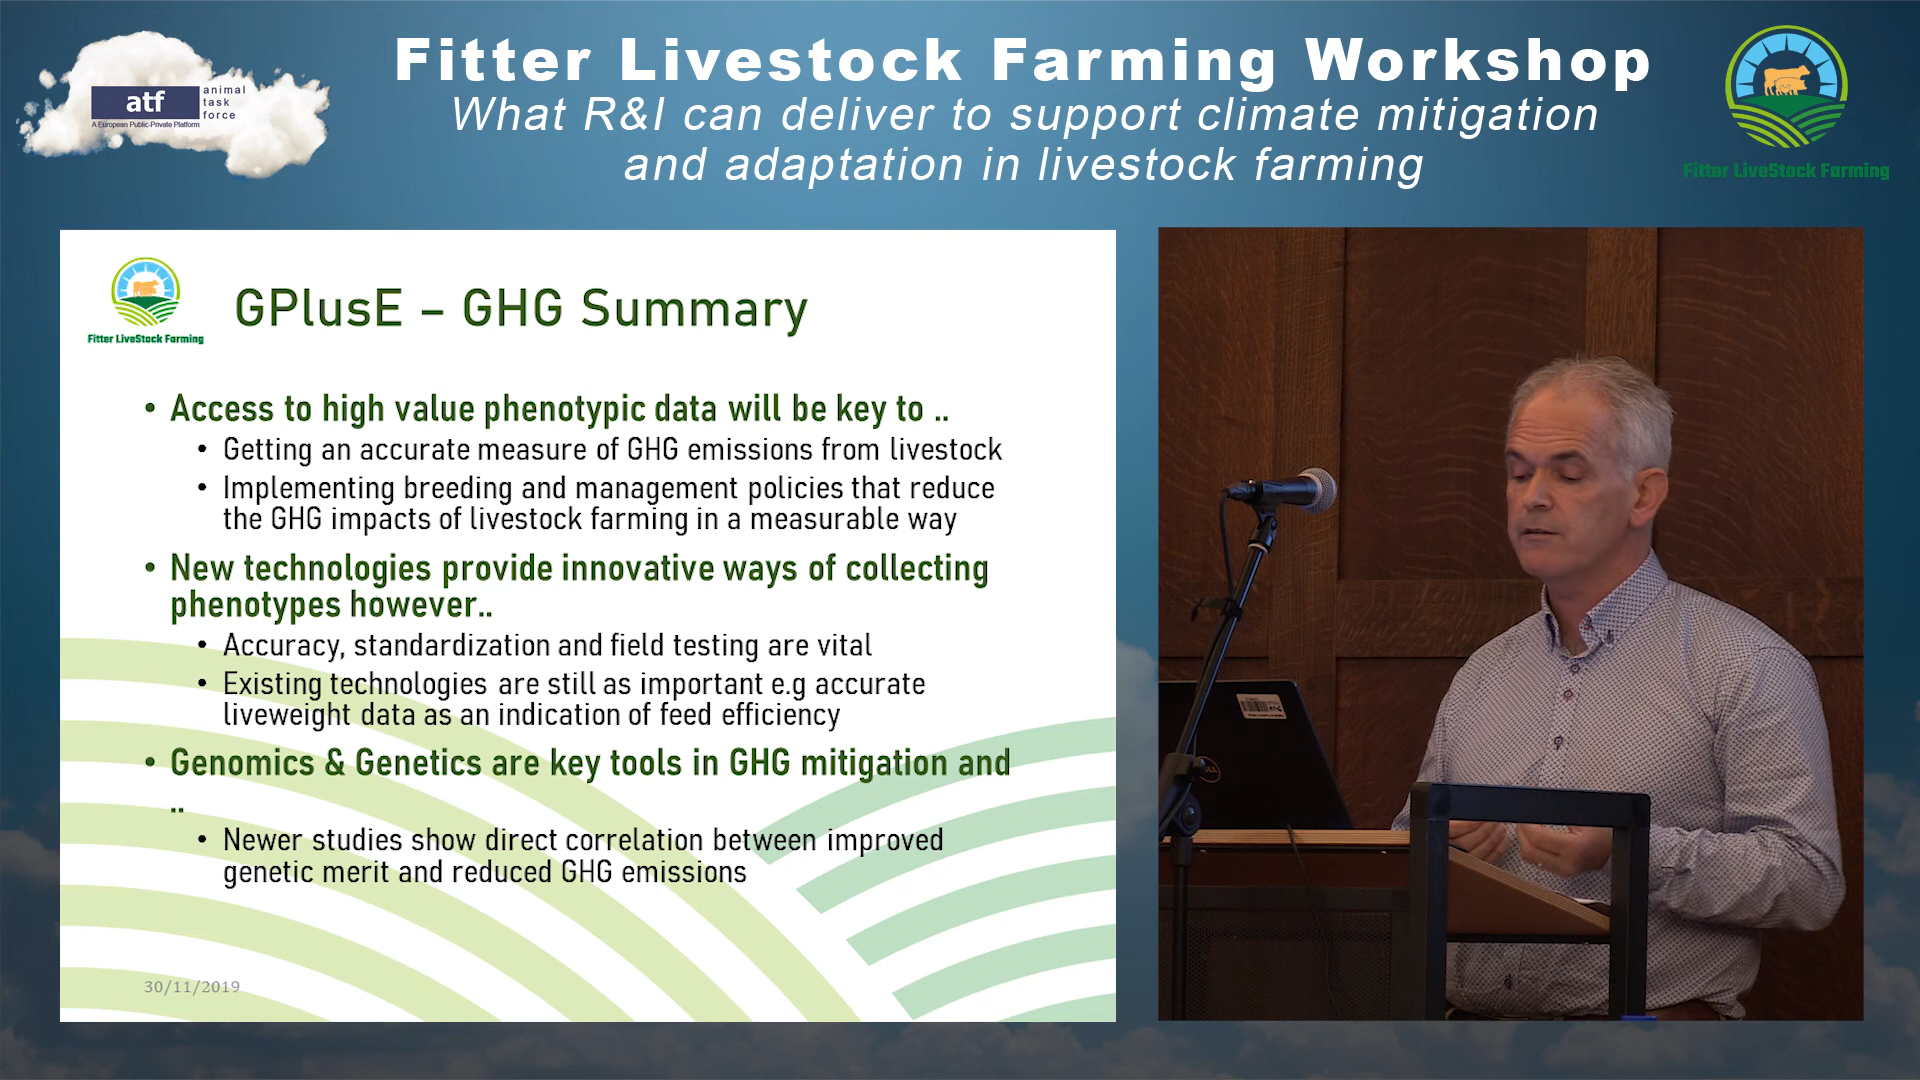 Fitter Livestock Farming Workshop
What R&I can deliver to support climate mitigation
and adaptation in livestock farming
atf
animal
task
force
A European Public-Private Platform
Fitter LiveStock Farming
Fitter LiveStock Farming
GPlusE – GHG Summary
• Access to high value phenotypic data will be key to ..
• Getting an accurate measure of GHG emissions from livestock
• Implementing breeding and management policies that reduce
the GHG impacts of livestock farming in a measurable way
• New technologies provide innovative ways of collecting
phenotypes however..
• Accuracy, standardization and field testing are vital
• Existing technologies are still as important e.g accurate
liveweight data as an indication of feed efficiency
• Genomics & Genetics are key tools in GHG mitigation and
..
• Newer studies show direct correlation between improved
genetic merit and reduced GHG emissions
30/11/2019
DELL